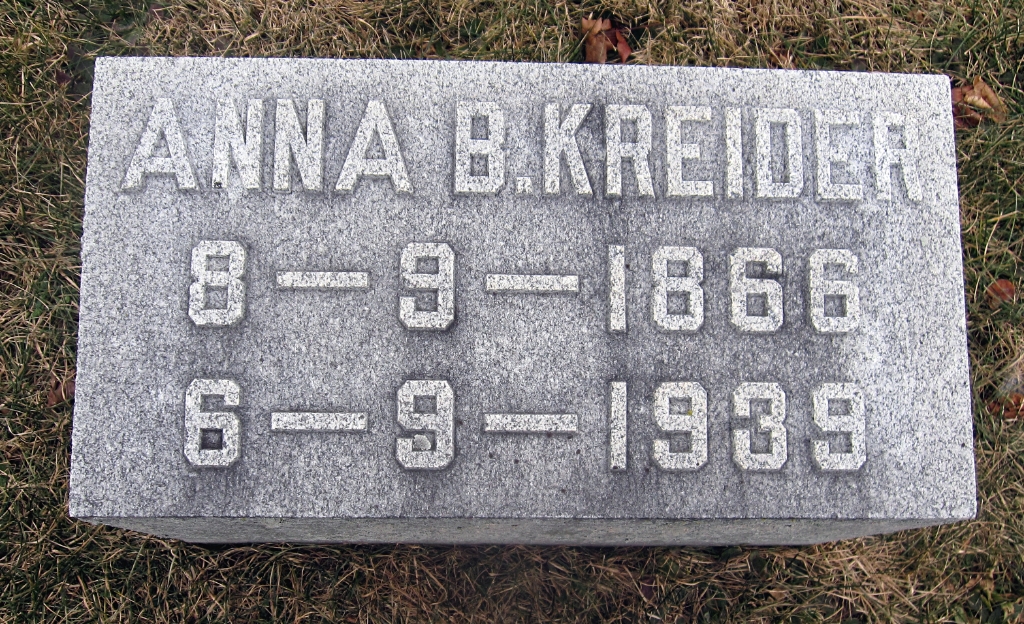 ANNA B. KREIDER
8 — 9 — 1866
6 — 9 — 1939